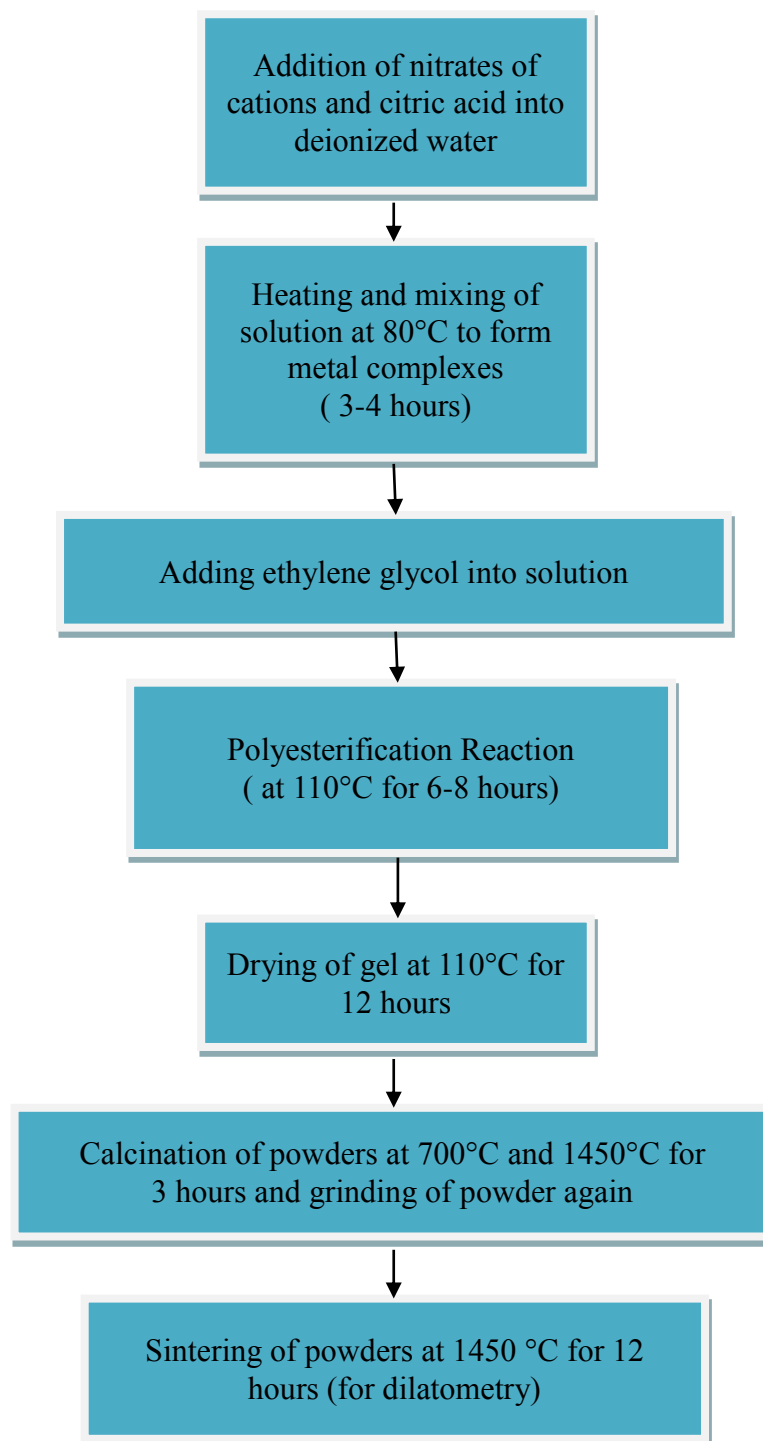 Addition of nitrates of
cations and citric acid into
deionized water
Heating and mixing of
solution at 80°C to form
metal complexes
( 3-4 hours)
Adding ethylene glycol into solution
Polyesterification Reaction
( at 110°C for 6-8 hours)
Drying of gel at 110°C for
12 hours
Calcination of powders at 700°C and 1450°C for
3 hours and grinding of powder again
Sintering of powders at 1450 °C for 12
hours (for dilatometry)